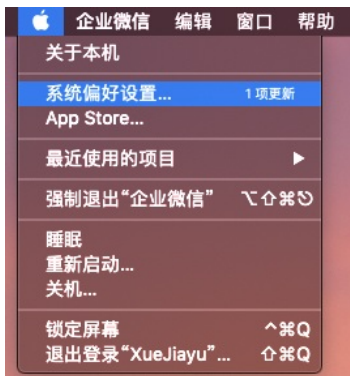 企业微信 编辑 窗口 帮助
关于本机
系统偏好设置... 1 项更新
App Store...
最近使用的项目 ▶
强制退出“企业微信” ⌥⇧⌘⎋
睡眠
重新启动...
关机...
锁定屏幕 ^⌘Q
退出登录“XueJiayu”... ⇧⌘Q